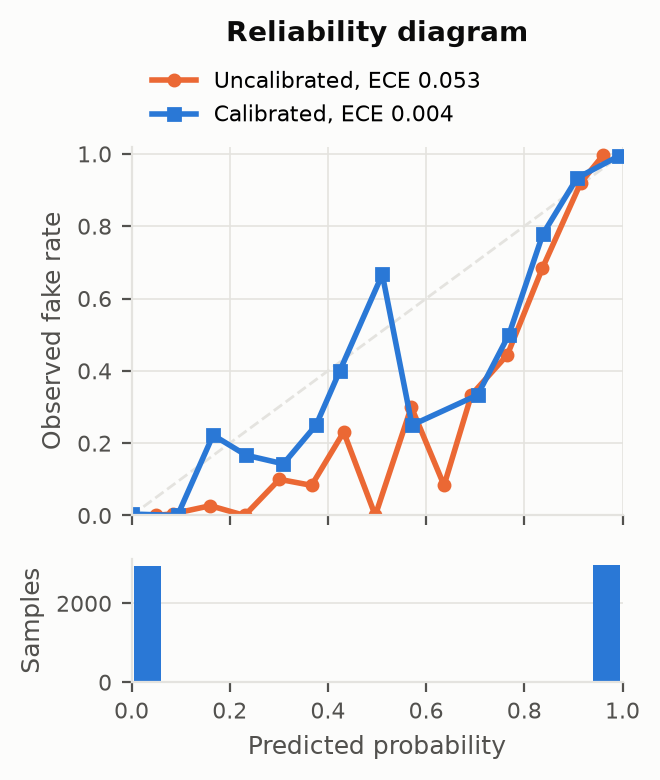 Reliability diagram
Uncalibrated, ECE 0.053
Calibrated, ECE 0.004
1.0
0.8
0.6
0.4
0.2
0.0
Observed fake rate
2000
0
Samples
0.0 0.2 0.4 0.6 0.8 1.0
Predicted probability